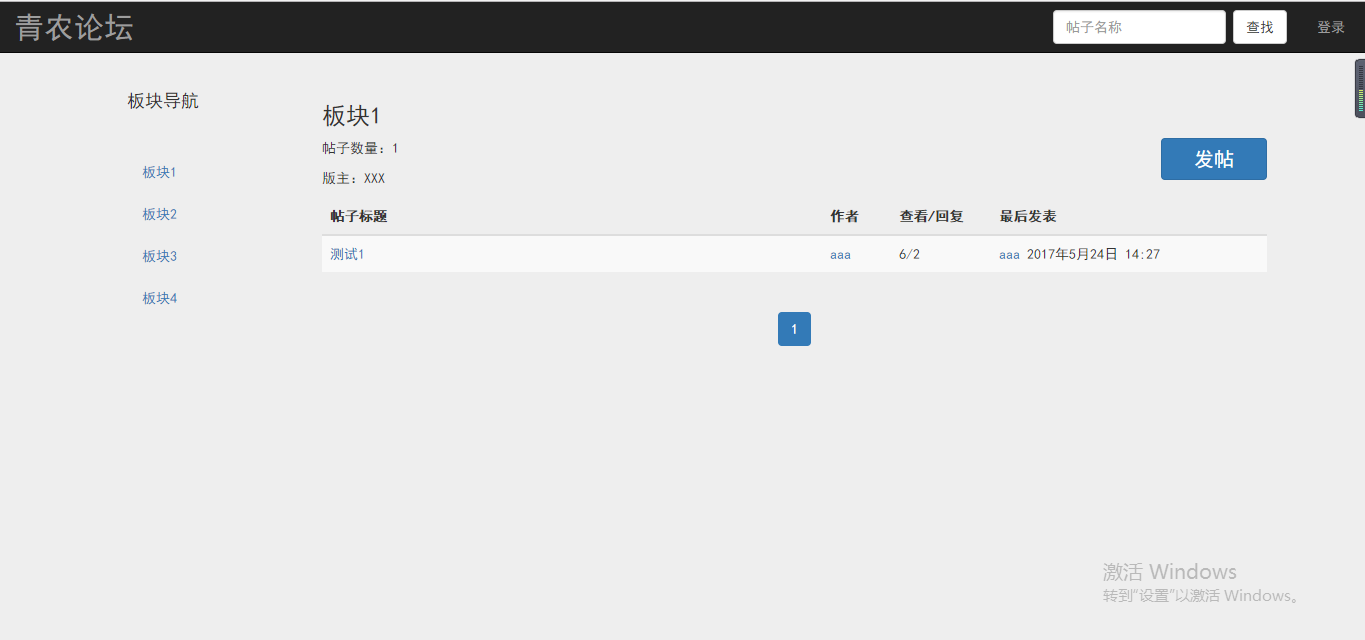 青农论坛
帖子名称 查找 登录
板块导航
板块1
板块2
板块3
板块4
板块1
帖子数量：1
版主：XXX
发帖
帖子标题 作者 查看/回复 最后发表
测试1 aaa 6/2 aaa 2017年5月24日 14:27
1
激活 Windows
转到“设置”以激活 Windows。